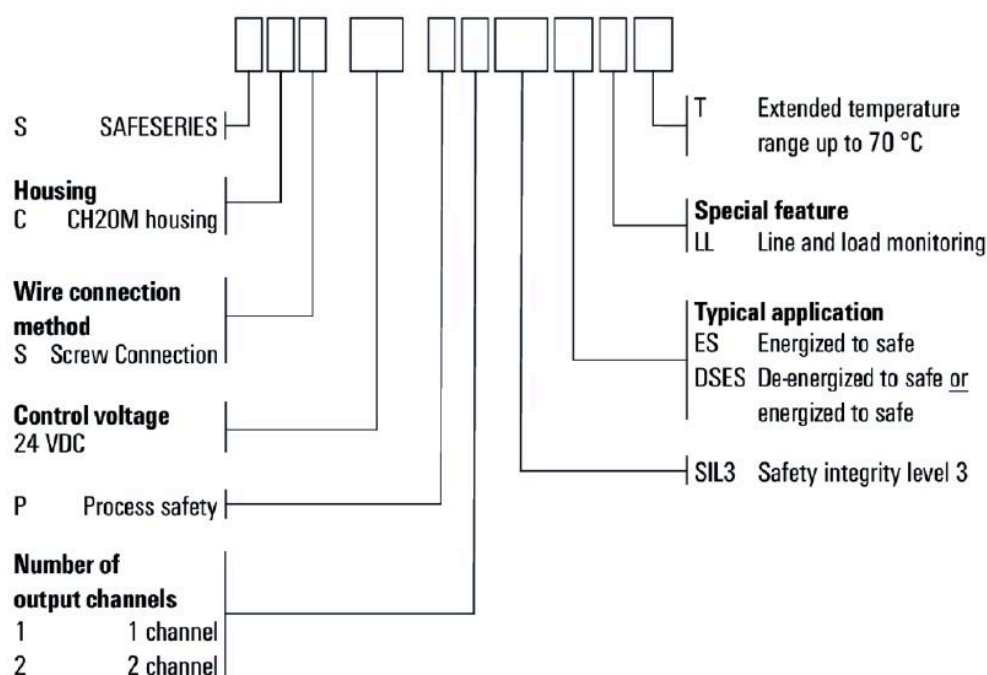 S SAFESERIES
Housing
C CH20M housing
Wire connection
method
S Screw Connection
Control voltage
24 VDC
P Process safety
Number of
output channels
1 1 channel
2 2 channel
T Extended temperature
range up to 70 °C
Special feature
LL Line and load monitoring
Typical application
ES Energized to safe
DSES De-energized to safe or
energized to safe
SIL3 Safety integrity level 3